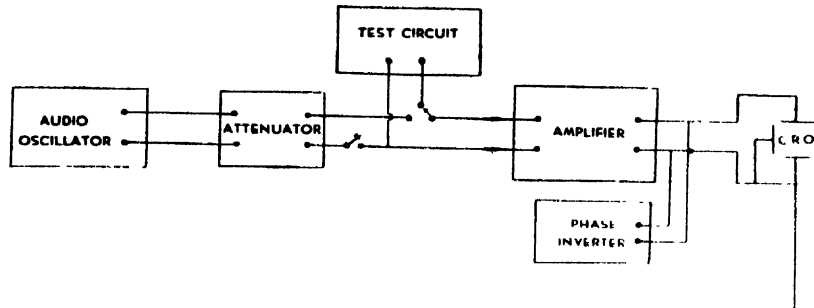 TEST CIRCUIT
AUDIO
OSCILLATOR
ATTENUATOR
AMPLIFIER
C R O
PHASE
INVERTER